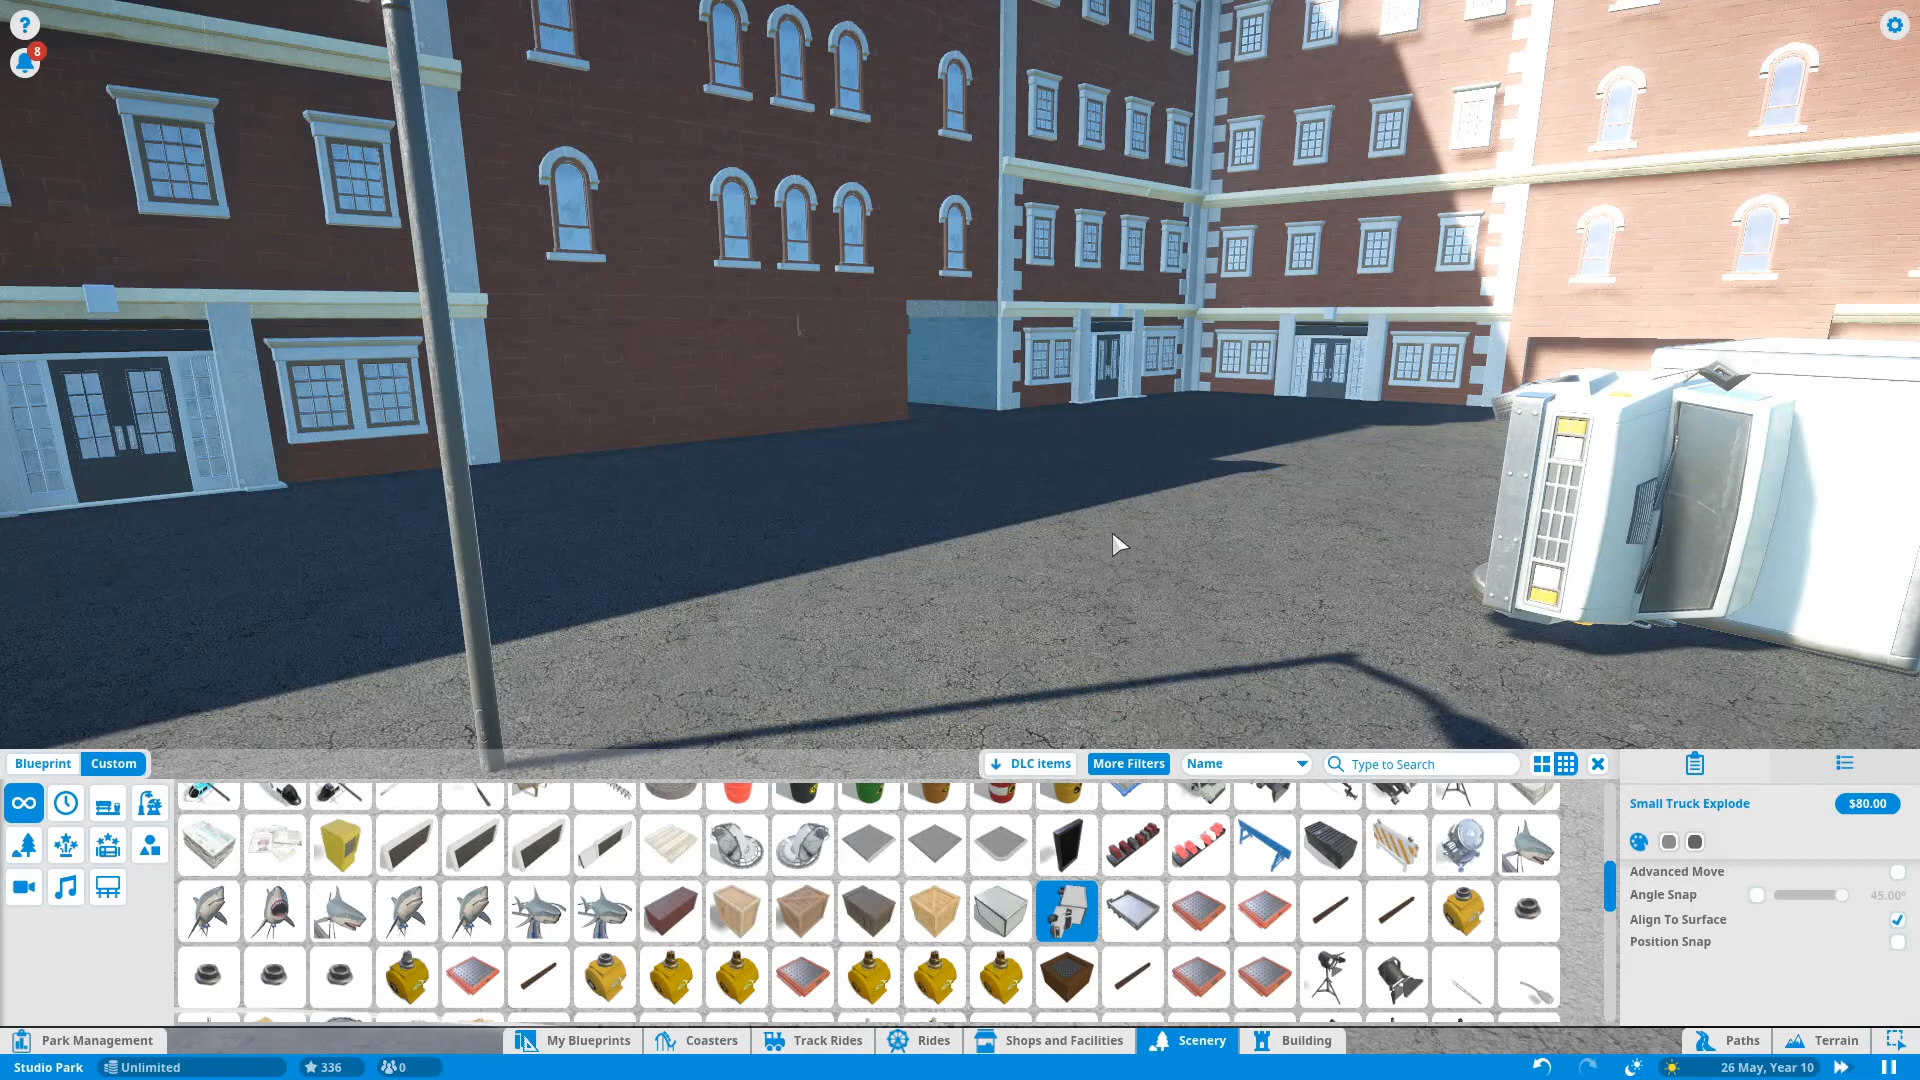 ?
8
Blueprint
Custom
DLC items
More Filters
Name
Type to Search
Small Truck Explode
$80.00
Advanced Move
Angle Snap
45.00°
Align To Surface
Position Snap
Park Management
My Blueprints
Coasters
Track Rides
Rides
Shops and Facilities
Scenery
Building
Paths
Terrain
Studio Park
Unlimited
336
0
26 May, Year 10